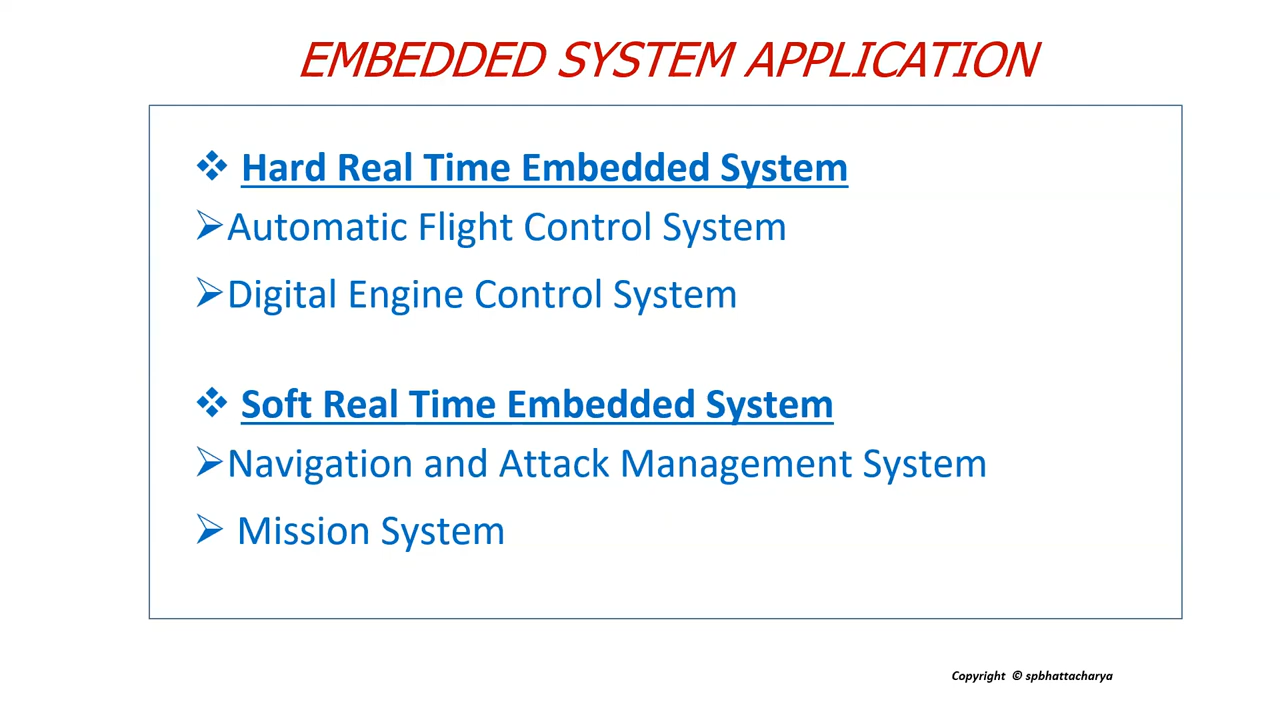 EMBEDDED SYSTEM APPLICATION
❖ Hard Real Time Embedded System
➢Automatic Flight Control System
➢Digital Engine Control System
❖ Soft Real Time Embedded System
➢Navigation and Attack Management System
➢ Mission System
Copyright © spbhattacharya